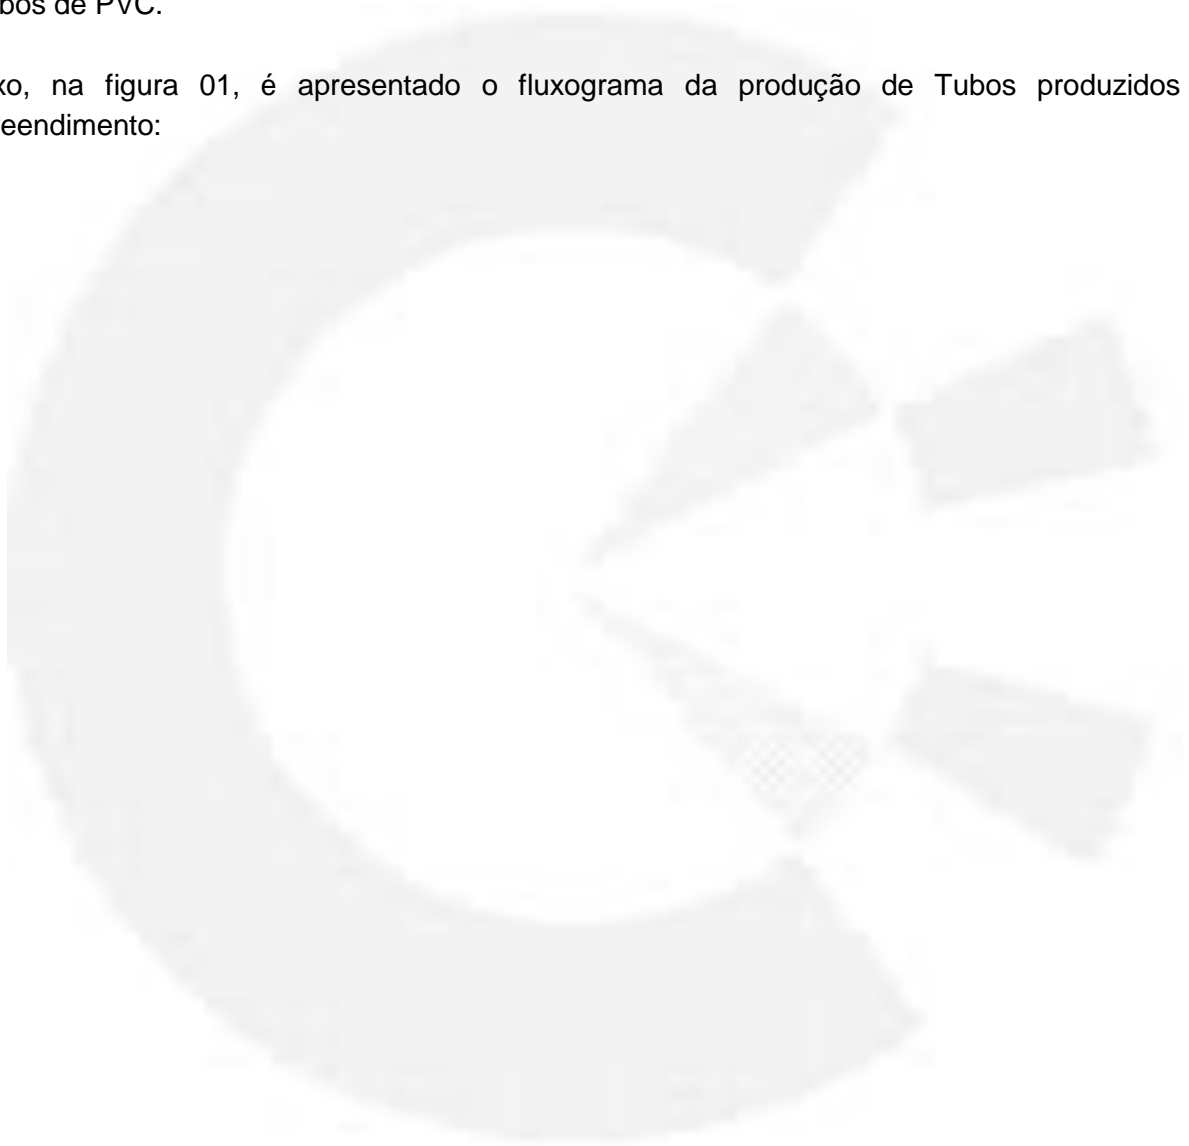 bos de PVC.
xo, na figura 01, é apresentado o fluxograma da produção de Tubos produzidos
eendimento: